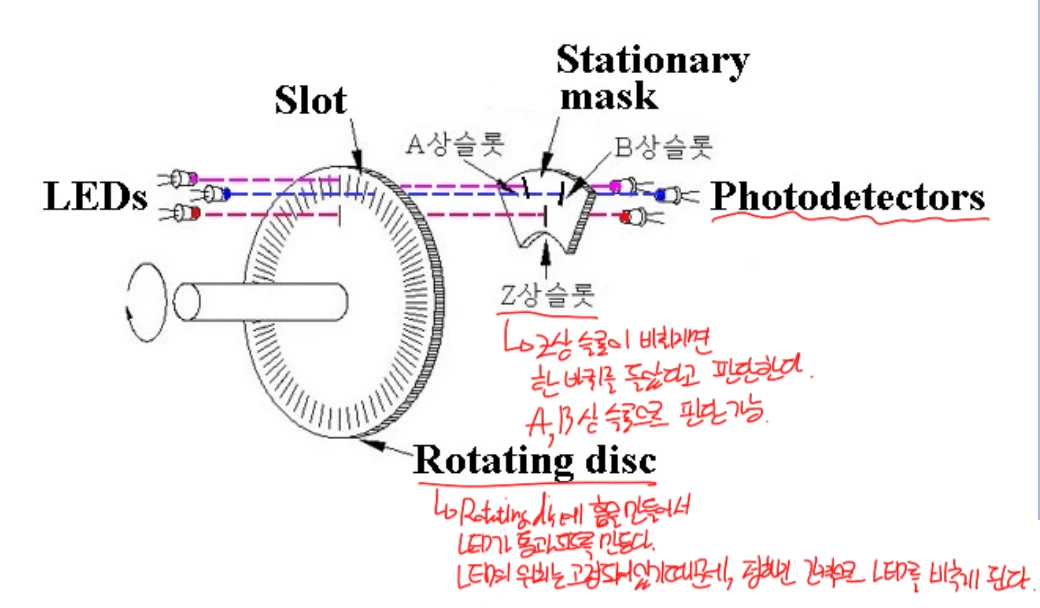 Stationary
mask
Slot
A상슬롯
B상슬롯
LEDs
Photodetectors
Z상슬롯
Z상 슬롯이 비춰지면
한 바퀴를 돌았다고 판단한다.
A,B상 슬롯으로 판단가능.
Rotating disc
Rotating disc에 홈을 만들어서
LED가 통과되도록 만든다.
LED의 위치는 고정되어있기때문에, 간격으로 LED를 비추게 된다.